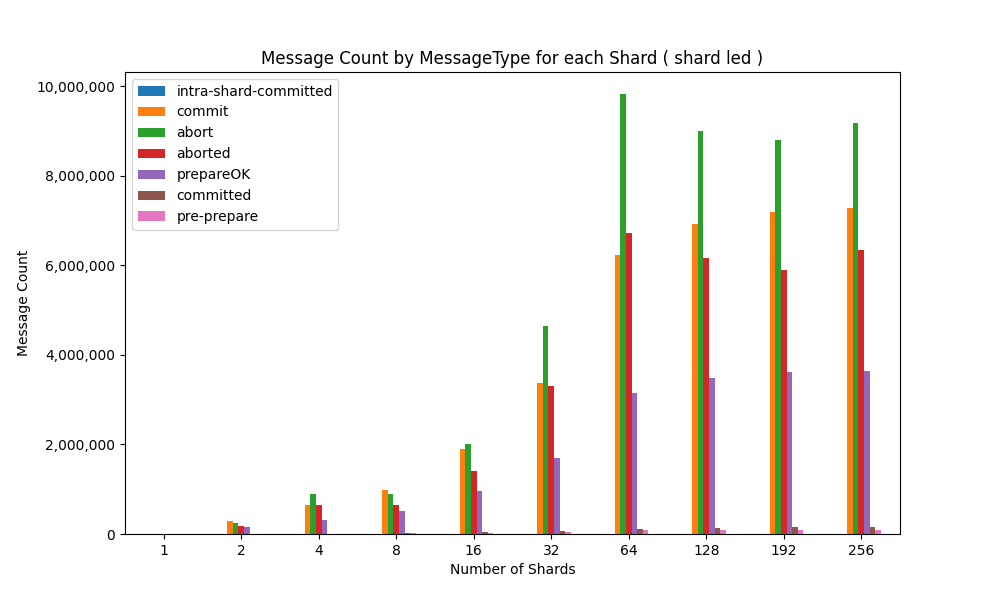 Message Count by MessageType for each Shard ( shard led )
10,000,000
8,000,000
6,000,000
4,000,000
2,000,000
0
Message Count
intra-shard-committed
commit
abort
aborted
prepareOK
committed
pre-prepare
1 2 4 8 16 32 64 128 192 256
Number of Shards